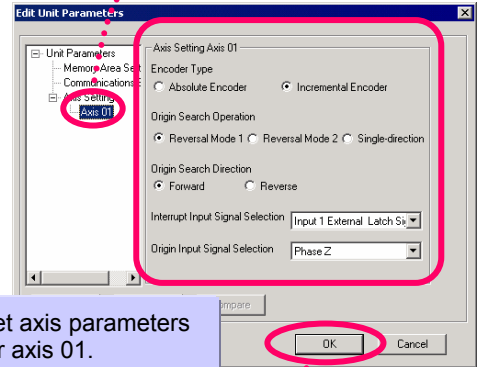 Edit Unit Parameters
Unit Parameters
Memory Area Sett
Communications
Axis Setting
Axis 01
Axis Setting Axis 01
Encoder Type
Absolute Encoder Incremental Encoder
Origin Search Operation
Reversal Mode 1 Reversal Mode 2 Single-direction
Origin Search Direction
Forward Reverse
Interrupt Input Signal Selection Input 1 External Latch Si
Origin Input Signal Selection Phase Z
ompare
et axis parameters
r axis 01.
OK Cancel